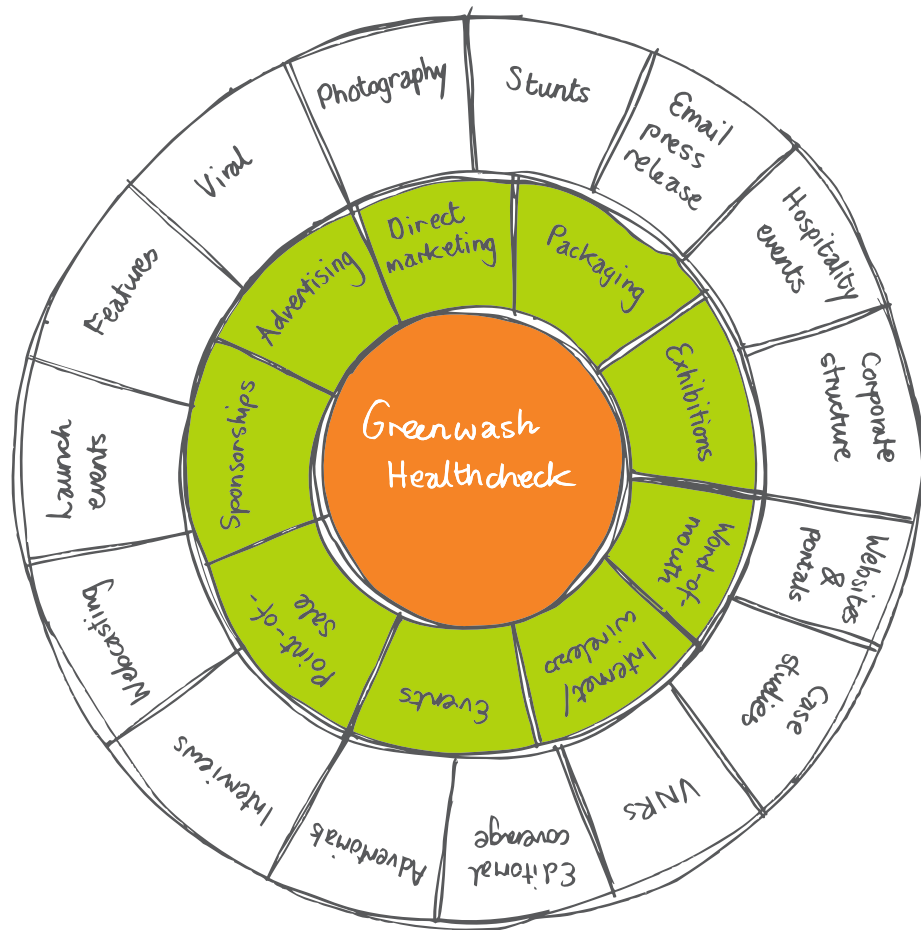 Greenwash
Healthcheck
Direct
marketing
Packaging
Exhibitions
Word-of-
mouth
Internet/
wireless
Events
Point-of-
sale
Sponsorships
Advertising
Photography
Stunts
Email
press
release
Hospitality
events
Corporate
structure
Websites
&
portals
Case
studies
VNRs
Editorial
coverage
Advertorials
Interviews
Webcasting
Launch
events
Features
Viral